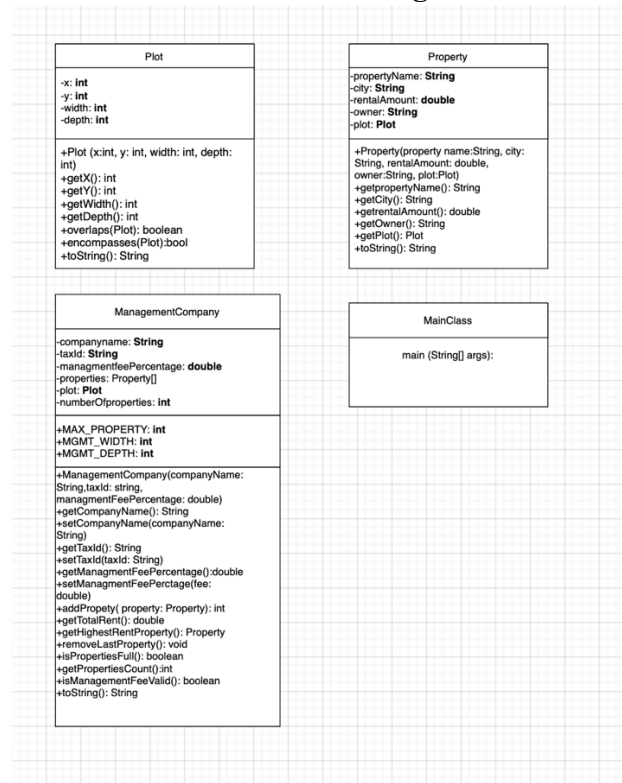 Plot
-x: int
-y: int
-width: int
-depth: int
+Plot (x:int, y: int, width: int, depth:
int)
+getX(): int
+getY(): int
+getWidth(): int
+getDepth(): int
+overlaps(Plot): boolean
+encompasses(Plot):bool
+toString(): String
Property
-propertyName: String
-city: String
-rentalAmount: double
-owner: String
-plot: Plot
+Property(property name:String, city:
String, rentalAmount: double,
owner:String, plot:Plot)
+getpropertyName(): String
+getCity(): String
+getrentalAmount(): double
+getOwner(): String
+getPlot(): Plot
+toString(): String
ManagementCompany
-companyname: String
-taxId: String
-managmentfeePercentage: double
-properties: Property[]
-plot: Plot
-numberOfproperties: int
+MAX_PROPERTY: int
+MGMT_WIDTH: int
+MGMT_DEPTH: int
+ManagementCompany(companyName:
String,taxId: string,
managmentFeePercentage: double)
+getCompanyName(): String
+setCompanyName(companyName:
String)
+getTaxId(): String
+setTaxId(taxId: String)
+getManagmentFeePercentage():double
+setManagmentFeePerctage(fee:
double)
+addPropety( property: Property): int
+getTotalRent(): double
+getHighestRentProperty(): Property
+removeLastProperty(): void
+isPropertiesFull(): boolean
+getPropertiesCount():int
+isManagementFeeValid(): boolean
+toString(): String
MainClass
main (String[] args):